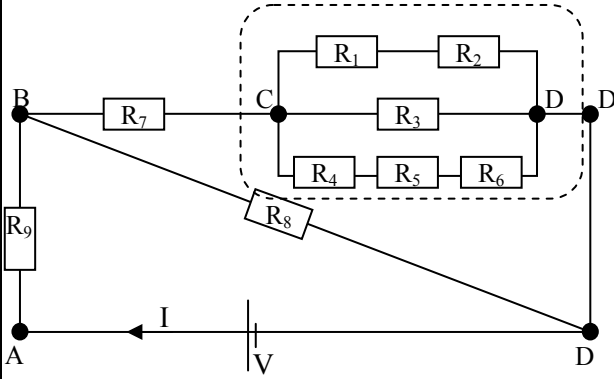 R₁ R₂
B C D D
R₇ R₃
R₄ R₅ R₆
R₈
R₉
I
A V D